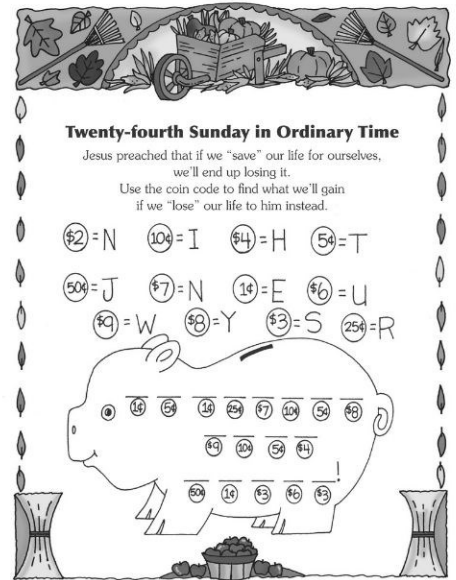 Twenty-fourth Sunday in Ordinary Time
Jesus preached that if we “save” our life for ourselves,
we’ll end up losing it.
Use the coin code to find what we’ll gain
if we “lose” our life to him instead.
$2 = N 10¢ = I $4 = H 5¢ = T
50¢ = J $7 = N 1¢ = E $6 = U
$9 = W $8 = Y $3 = S 25¢ = R
1¢ 5¢ 1¢ 25¢ $7 10¢ 5¢ $8
$9 10¢ 5¢ $4
!
50¢ 1¢ $3 $6 $3